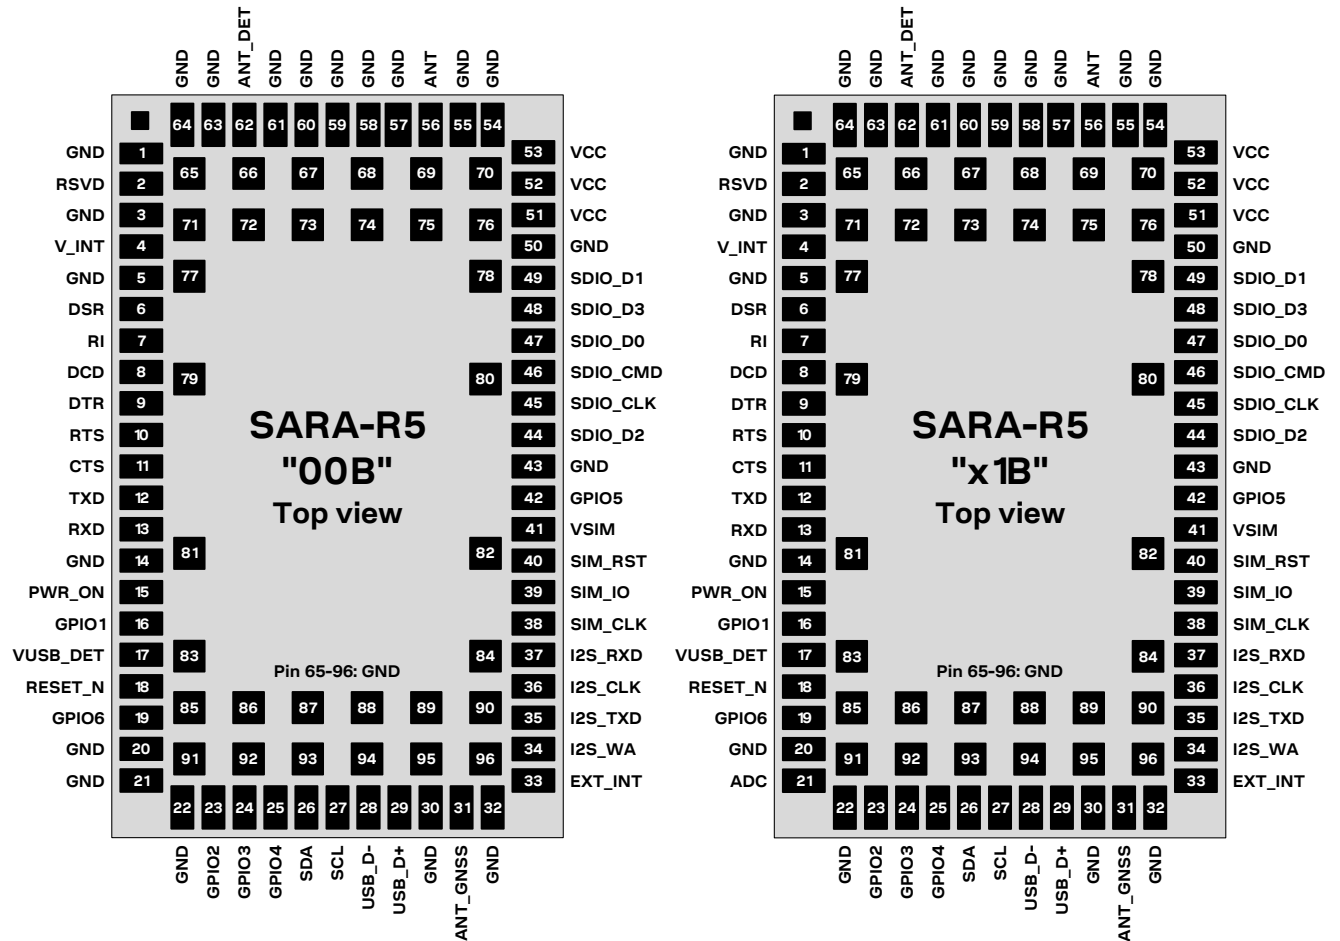 GND GND ANT_DET GND GND GND GND GND ANT GND GND
64 63 62 61 60 59 58 57 56 55 54
GND 1 65 66 67 68 69 70 53 VCC
RSVD 2 52 VCC
GND 3 71 72 73 74 75 76 51 VCC
V_INT 4 50 GND
GND 5 77 78 49 SDIO_D1
DSR 6 48 SDIO_D3
RI 7 47 SDIO_D0
DCD 8 79 80 46 SDIO_CMD
DTR 9 45 SDIO_CLK
RTS 10 44 SDIO_D2
SARA-R5
CTS 11 43 GND
"00B"
TXD 12 42 GPIO5
Top view
RXD 13 41 VSIM
GND 14 81 82 40 SIM_RST
PWR_ON 15 39 SIM_IO
GPIO1 16 38 SIM_CLK
VUSB_DET 17 83 84 37 I2S_RXD
Pin 65-96: GND
RESET_N 18 36 I2S_CLK
GPIO6 19 85 86 87 88 89 90 35 I2S_TXD
GND 20 91 92 93 94 95 96 34 I2S_WA
GND 21 33 EXT_INT
22 23 24 25 26 27 28 29 30 31 32
GND GPIO2 GPIO3 GPIO4 SDA SCL USB_D- USB_D+ GND ANT_GNSS GND
GND GND ANT_DET GND GND GND GND GND ANT GND GND
64 63 62 61 60 59 58 57 56 55 54
GND 1 65 66 67 68 69 70 53 VCC
RSVD 2 52 VCC
GND 3 71 72 73 74 75 76 51 VCC
V_INT 4 50 GND
GND 5 77 78 49 SDIO_D1
DSR 6 48 SDIO_D3
RI 7 47 SDIO_D0
DCD 8 79 80 46 SDIO_CMD
DTR 9 45 SDIO_CLK
RTS 10 44 SDIO_D2
SARA-R5
CTS 11 43 GND
"x1B"
TXD 12 42 GPIO5
Top view
RXD 13 41 VSIM
GND 14 81 82 40 SIM_RST
PWR_ON 15 39 SIM_IO
GPIO1 16 38 SIM_CLK
VUSB_DET 17 83 84 37 I2S_RXD
Pin 65-96: GND
RESET_N 18 36 I2S_CLK
GPIO6 19 85 86 87 88 89 90 35 I2S_TXD
GND 20 91 92 93 94 95 96 34 I2S_WA
ADC 21 33 EXT_INT
22 23 24 25 26 27 28 29 30 31 32
GND GPIO2 GPIO3 GPIO4 SDA SCL USB_D- USB_D+ GND ANT_GNSS GND